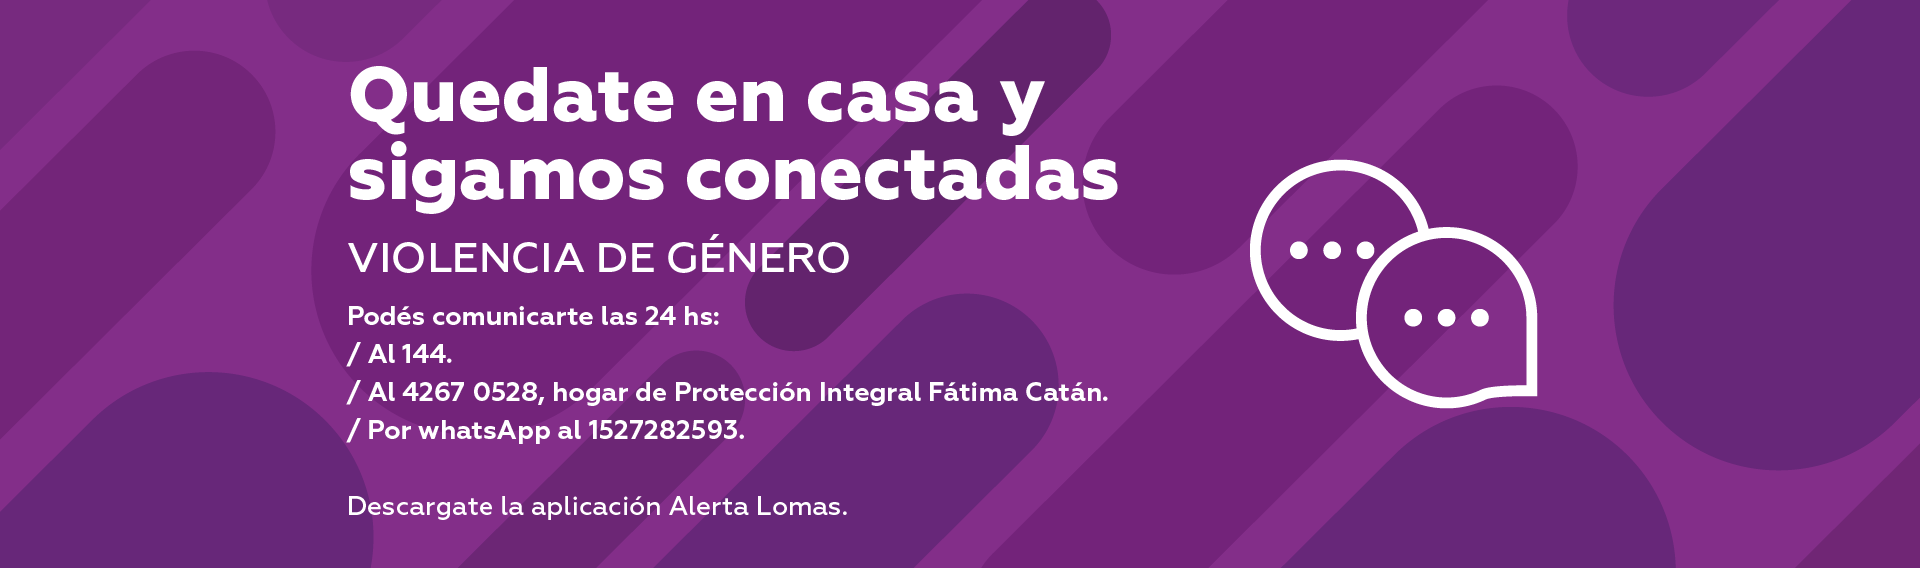 Quedate en casa y
sigamos conectadas
VIOLENCIA DE GÉNERO
Podés comunicarte las 24 hs:
/ Al 144.
/ Al 4267 0528, hogar de Protección Integral Fátima Catán.
/ Por whatsApp al 1527282593.
Descargate la aplicación Alerta Lomas.